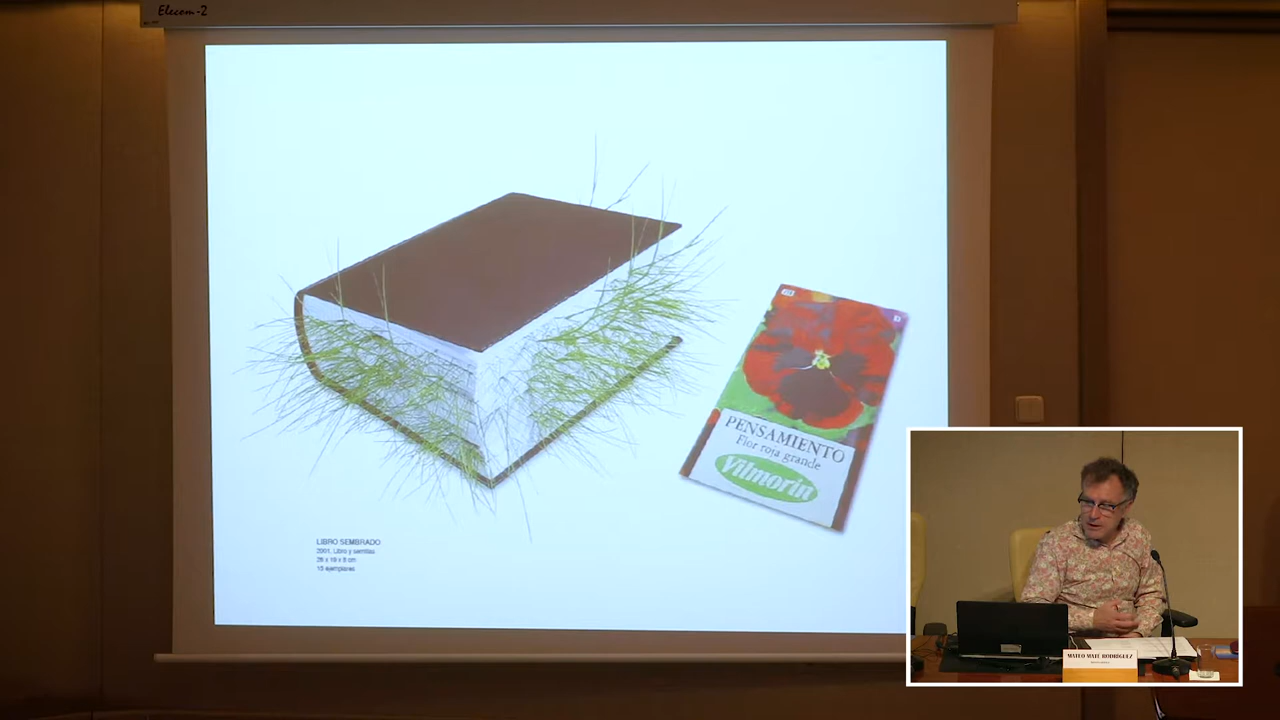 Elecom-2
PENSAMIENTO
Flor roja grande
Vilmorin
LIBRO SEMBRADO
2001. Libro y semillas
15 ejemplares
MATEO MATÉ RODRÍGUEZ